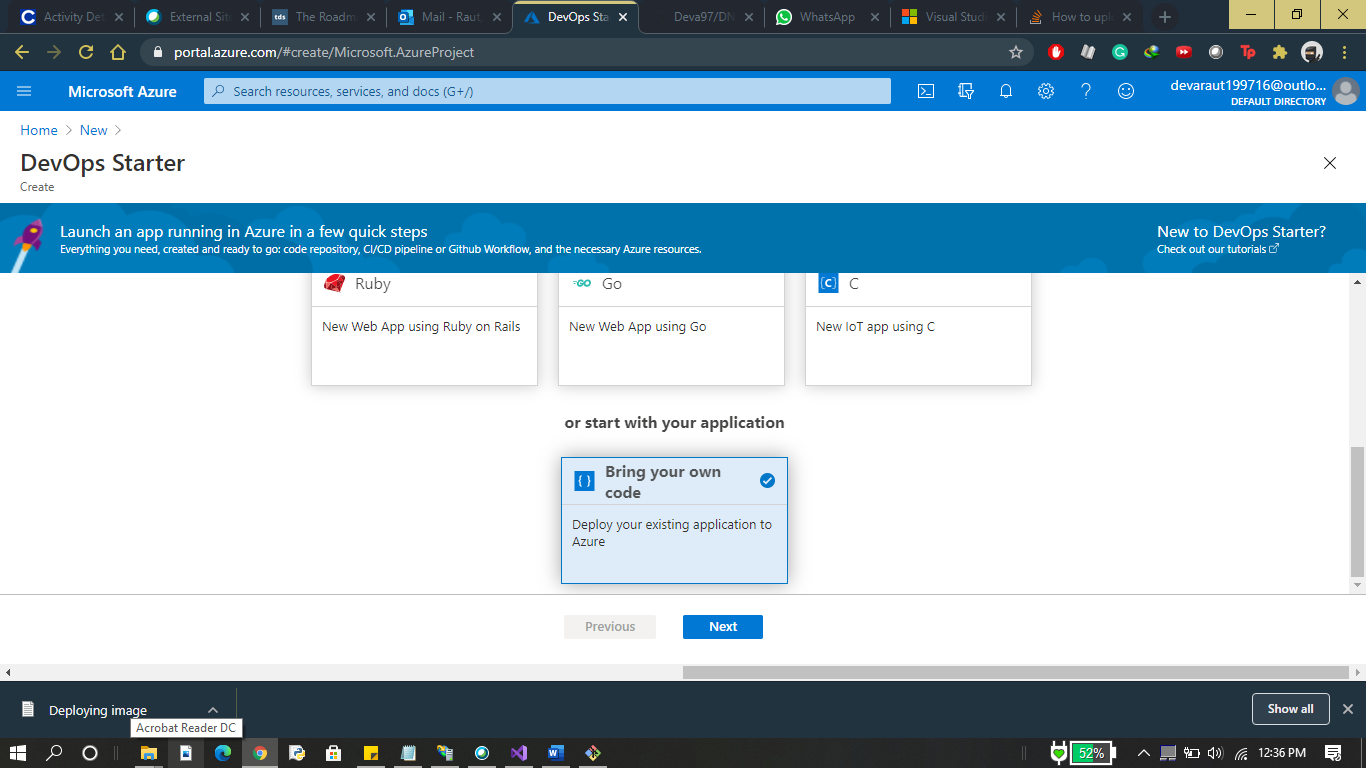 Activity Det
External Sit
tds
The Roadm
Mail - Raut,
DevOps Sta
Deva97/DN
WhatsApp
Visual Studi
How to uplo
portal.azure.com/#create/Microsoft.AzureProject
Tp
Microsoft Azure
Search resources, services, and docs (G+/)
devaraut199716@outlo...
DEFAULT DIRECTORY
Home
New
DevOps Starter
Create
Launch an app running in Azure in a few quick steps
Everything you need, created and ready to go: code repository, CI/CD pipeline or Github Workflow, and the necessary Azure resources.
New to DevOps Starter?
Check out our tutorials
Ruby
GO
Go
C
C
New Web App using Ruby on Rails
New Web App using Go
New IoT app using C
or start with your application
Bring your own
code
Deploy your existing application to
Azure
Previous
Next
Deploying image
Acrobat Reader DC
Show all
52%
12:36 PM